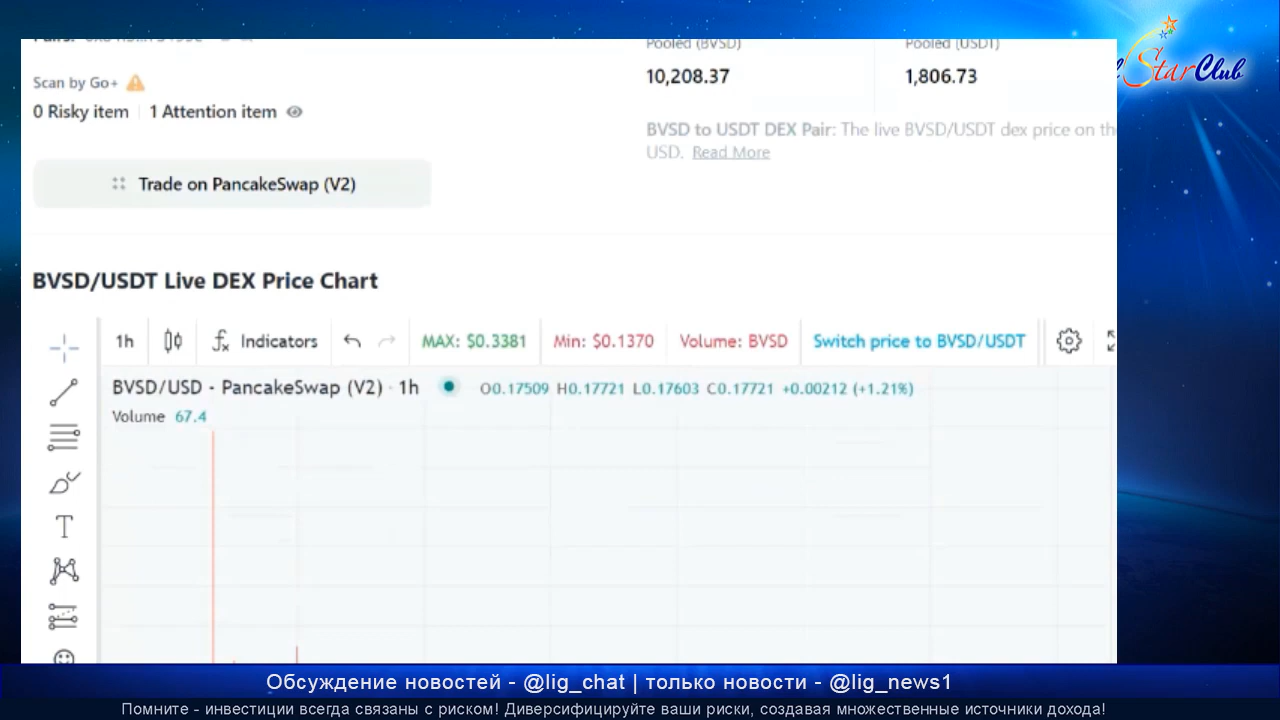 Pooled (BVSD) Pooled (USDT)
Scan by Go+
10,208.37 1,806.73
0 Risky item 1 Attention item
BVSD to USDT DEX Pair: The live BVSD/USDT dex price on
USD. Read More
Trade on PancakeSwap (V2)
BVSD/USDT Live DEX Price Chart
1h Indicators MAX: $0.3381 Min: $0.1370 Volume: BVSD Switch price to BVSD/USDT
BVSD/USD - PancakeSwap (V2) · 1h O0.17509 H0.17721 L0.17603 C0.17721 +0.00212 (+1.21%)
Volume 67.4
T
StarClub
Обсуждение новостей - @lig_chat | только новости - @lig_news1
Помните - инвестиции всегда связаны с риском! Диверсифицируйте ваши риски, создавая множественные источники дохода!